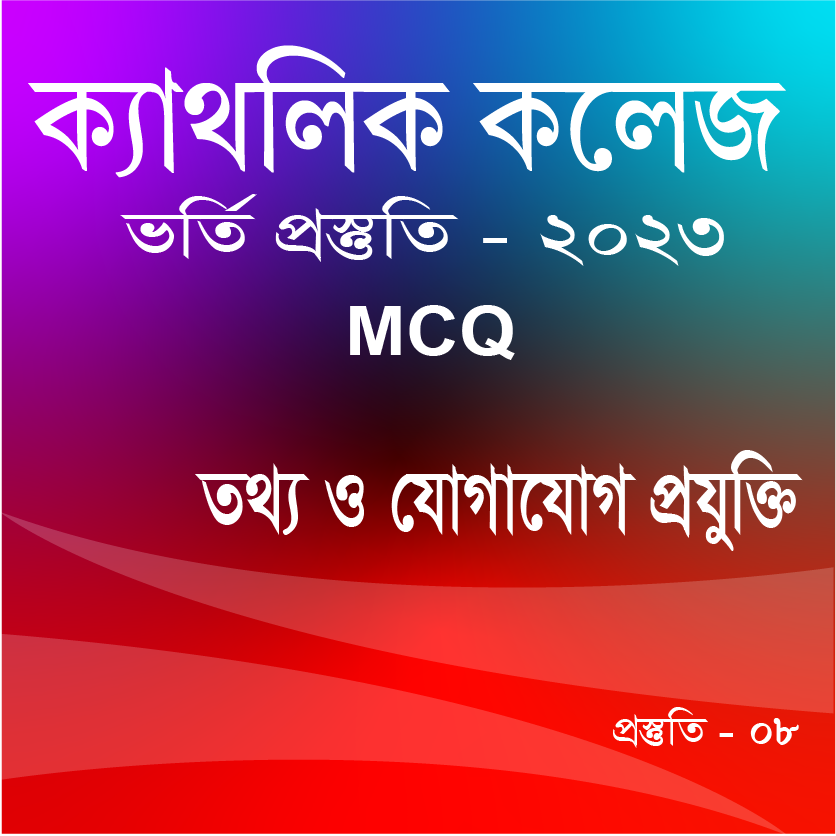 ক্যাথলিক কলেজ
ভর্তি প্রস্তুতি - ২০২৩
MCQ
তথ্য ও যোগাযোগ প্রযুক্তি
প্রস্তুতি - ০৮